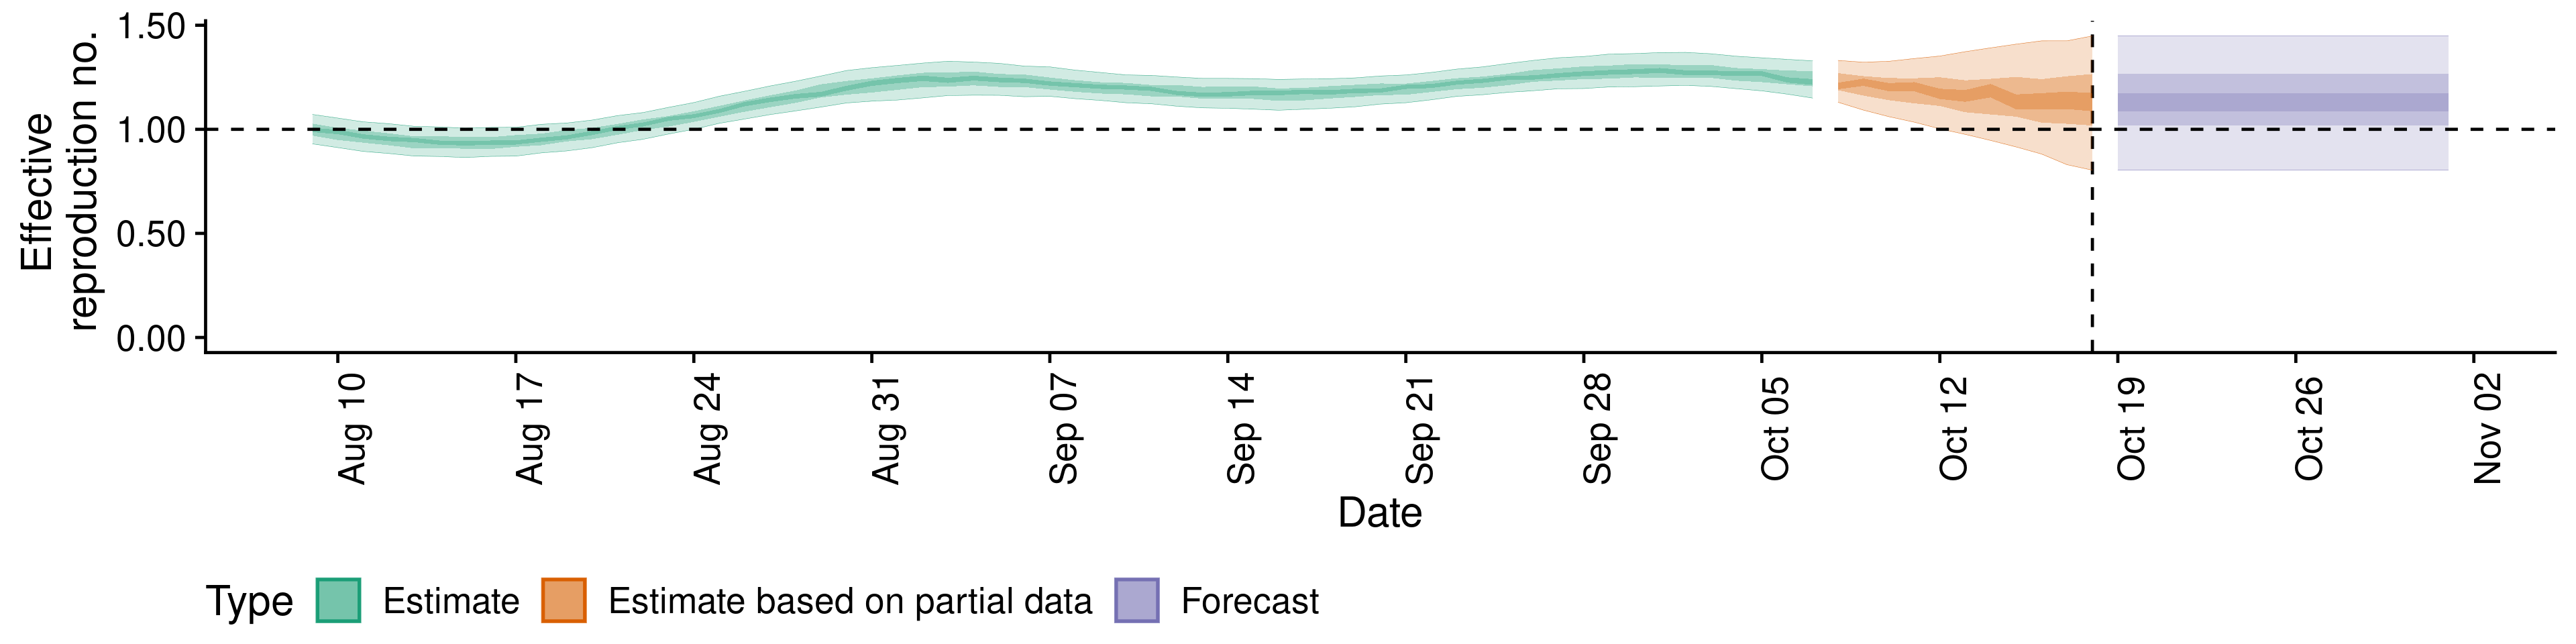 Effective
reproduction no.
1.50
1.00
0.50
0.00
Aug 10
Aug 17
Aug 24
Aug 31
Sep 07
Sep 14
Sep 21
Sep 28
Oct 05
Oct 12
Oct 19
Oct 26
Nov 02
Date
Type Estimate Estimate based on partial data Forecast